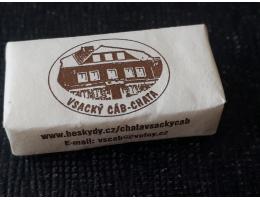 VSACKÝ CÁB-CHATA
www.beskydy.cz/chatavsackycab
E-mail: vscab@volny.cz